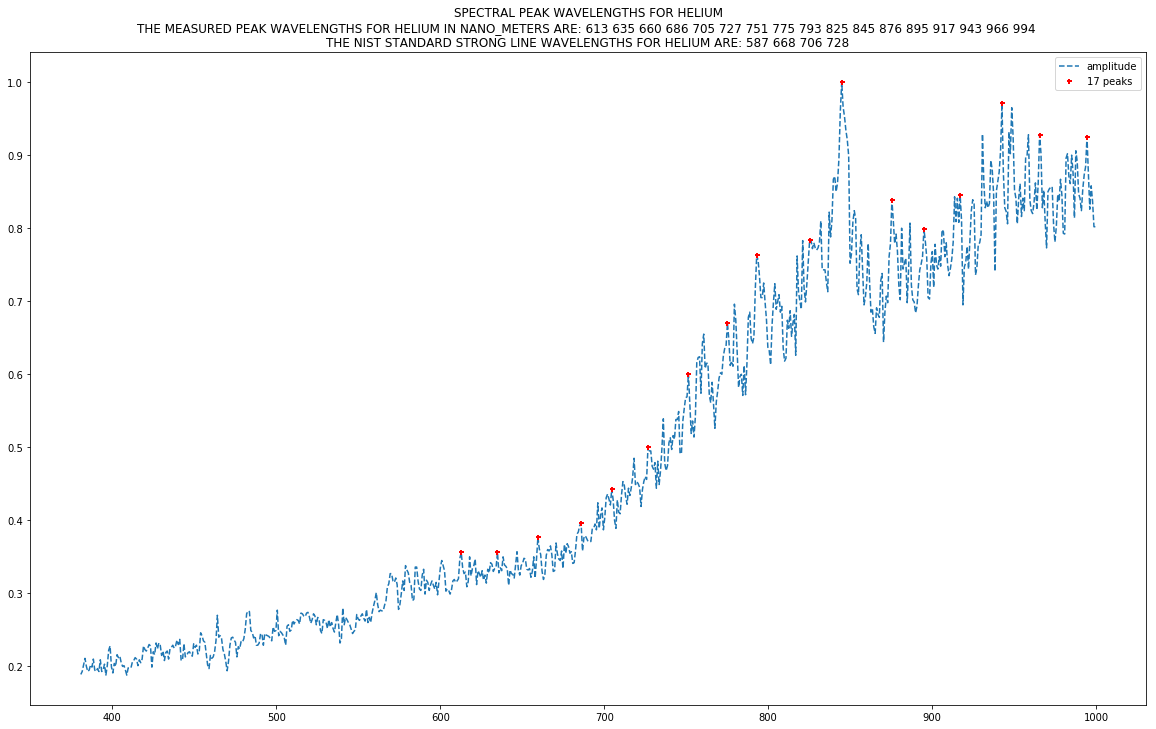 SPECTRAL PEAK WAVELENGTHS FOR HELIUM
THE MEASURED PEAK WAVELENGTHS FOR HELIUM IN NANO_METERS ARE: 613 635 660 686 705 727 751 775 793 825 845 876 895 917 943 966 994
THE NIST STANDARD STRONG LINE WAVELENGTHS FOR HELIUM ARE: 587 668 706 728
amplitude
17 peaks
1.0
0.9
0.8
0.7
0.6
0.5
0.4
0.3
0.2
400 500 600 700 800 900 1000